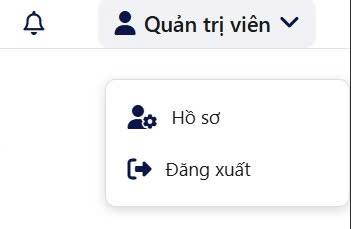 Quản trị viên
Hồ sơ
Đăng xuất